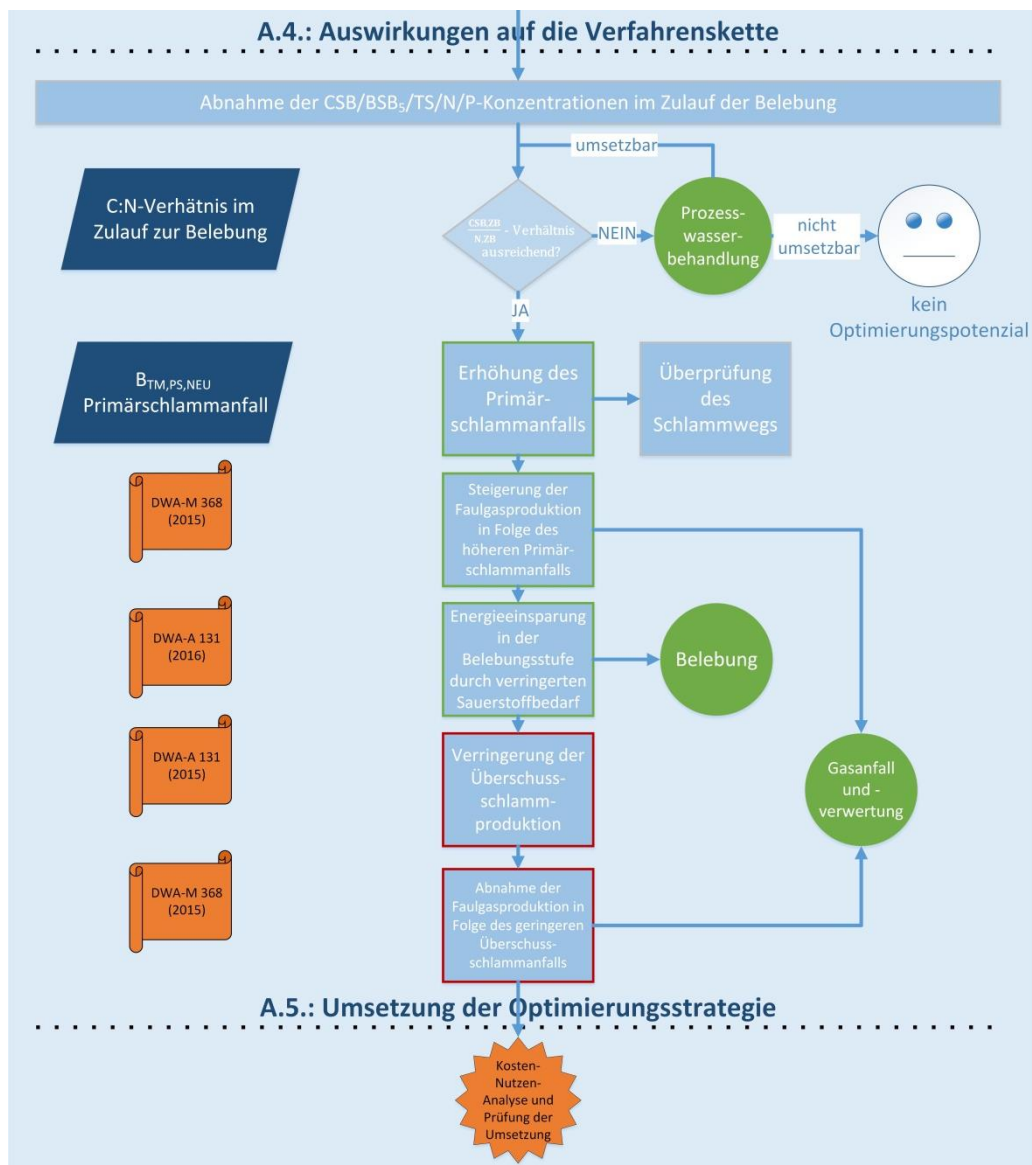 A.4.: Auswirkungen auf die Verfahrenskette
Abnahme der CSB/BSB₅/TS/N/P-Konzentrationen im Zulauf der Belebung
umsetzbar
C:N-Verhätnis im
Zulauf zur Belebung
CSB,ZB
N,ZB
- Verhältnis
ausreichend?
NEIN
Prozess-
wasser-
behandlung
nicht
umsetzbar
kein
Optimierungspotenzial
JA
B_TM,PS,NEU
Primärschlammanfall
Erhöhung des
Primär-
schlammanfalls
Überprüfung
des
Schlammwegs
DWA-M 368
(2015)
Steigerung der
Faulgasproduktion
in Folge des
höheren Primär-
schlammanfalls
DWA-A 131
(2016)
Energieeinsparung
in der
Belebungsstufe
durch verringerten
Sauerstoffbedarf
Belebung
DWA-A 131
(2015)
Verringerung der
Überschuss-
schlamm-
produktion
Gasanfall
und -
verwertung
DWA-M 368
(2015)
Abnahme der
Faulgasproduktion in
Folge des geringeren
Überschuss-
schlammanfalls
A.5.: Umsetzung der Optimierungsstrategie
Kosten-
Nutzen-
Analyse und
Prüfung der
Umsetzung